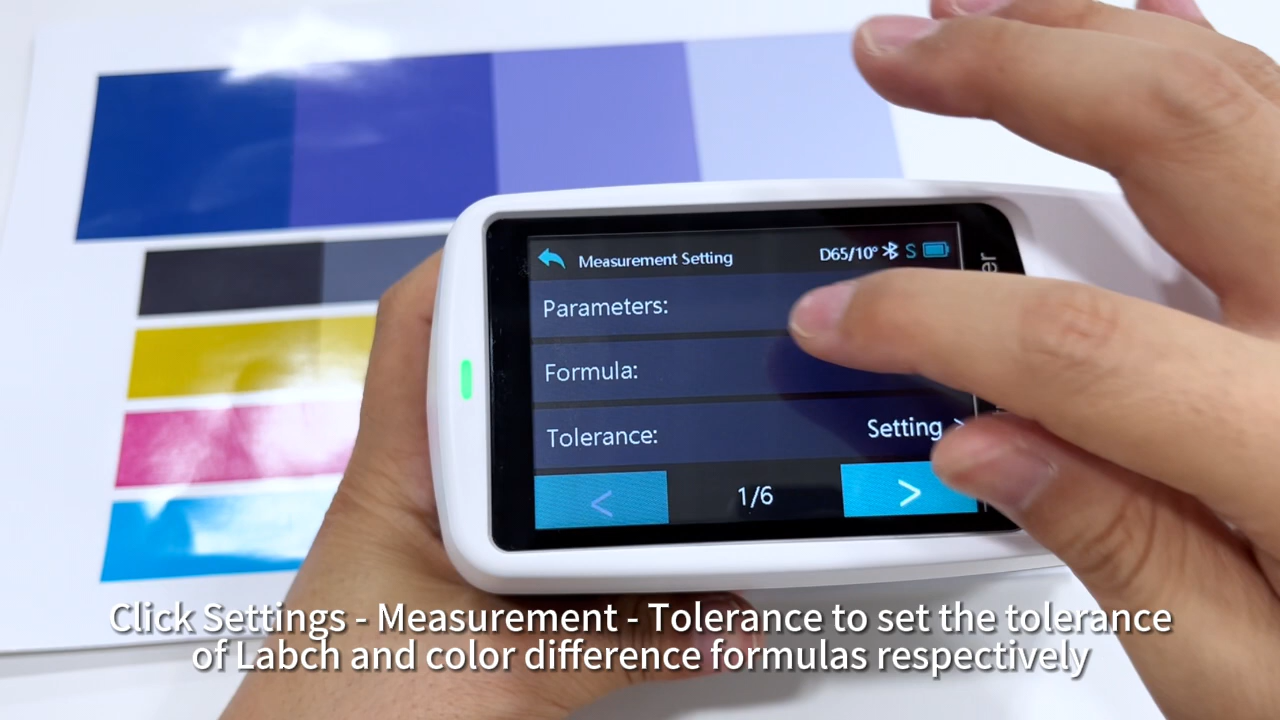 Measurement Setting D65/10° S
Parameters:
Formula:
Tolerance: Setting >
< 1/6 >
er
Click Settings - Measurement - Tolerance to set the tolerance
of Labch and color difference formulas respectively